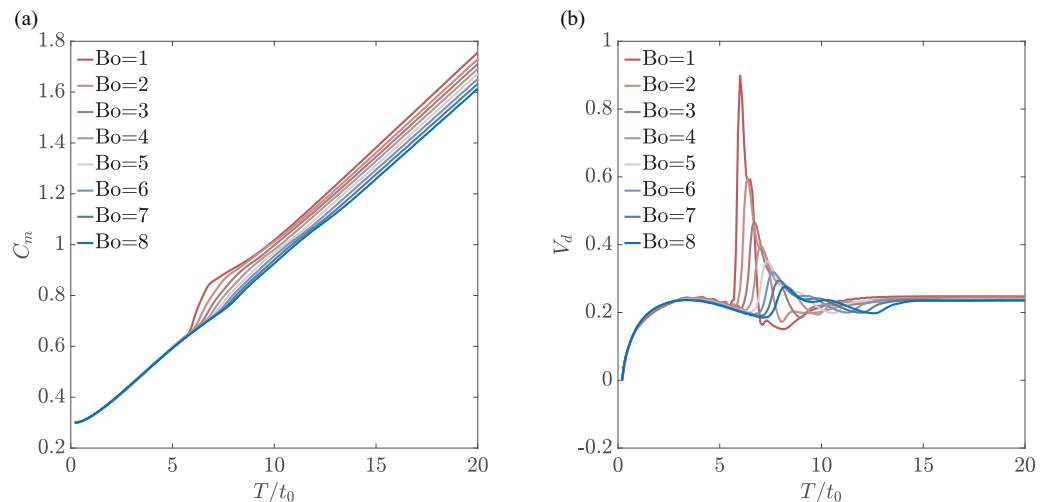 (a)
1.8
1.6
1.4
1.2
1
0.8
0.6
0.4
0.2
C_m
Bo=1
Bo=2
Bo=3
Bo=4
Bo=5
Bo=6
Bo=7
Bo=8
0 5 10 15 20
T/t_0
(b)
1
0.8
0.6
0.4
0.2
0
-0.2
V_d
Bo=1
Bo=2
Bo=3
Bo=4
Bo=5
Bo=6
Bo=7
Bo=8
0 5 10 15 20
T/t_0